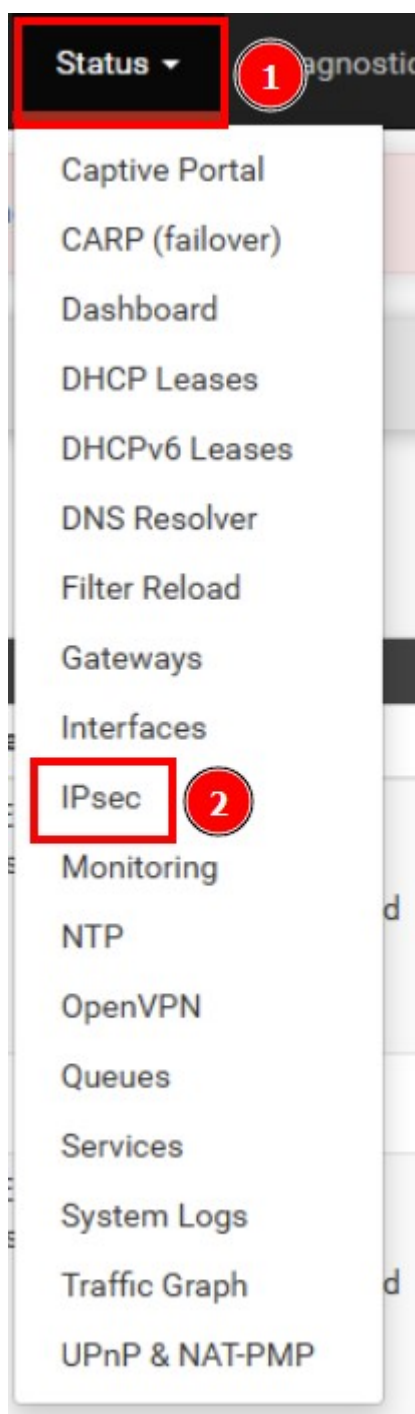 Status
1
agnostic
Captive Portal
CARP (failover)
Dashboard
DHCP Leases
DHCPv6 Leases
DNS Resolver
Filter Reload
Gateways
Interfaces
IPsec
2
Monitoring
NTP
d
OpenVPN
Queues
Services
System Logs
Traffic Graph
d
UPnP & NAT-PMP